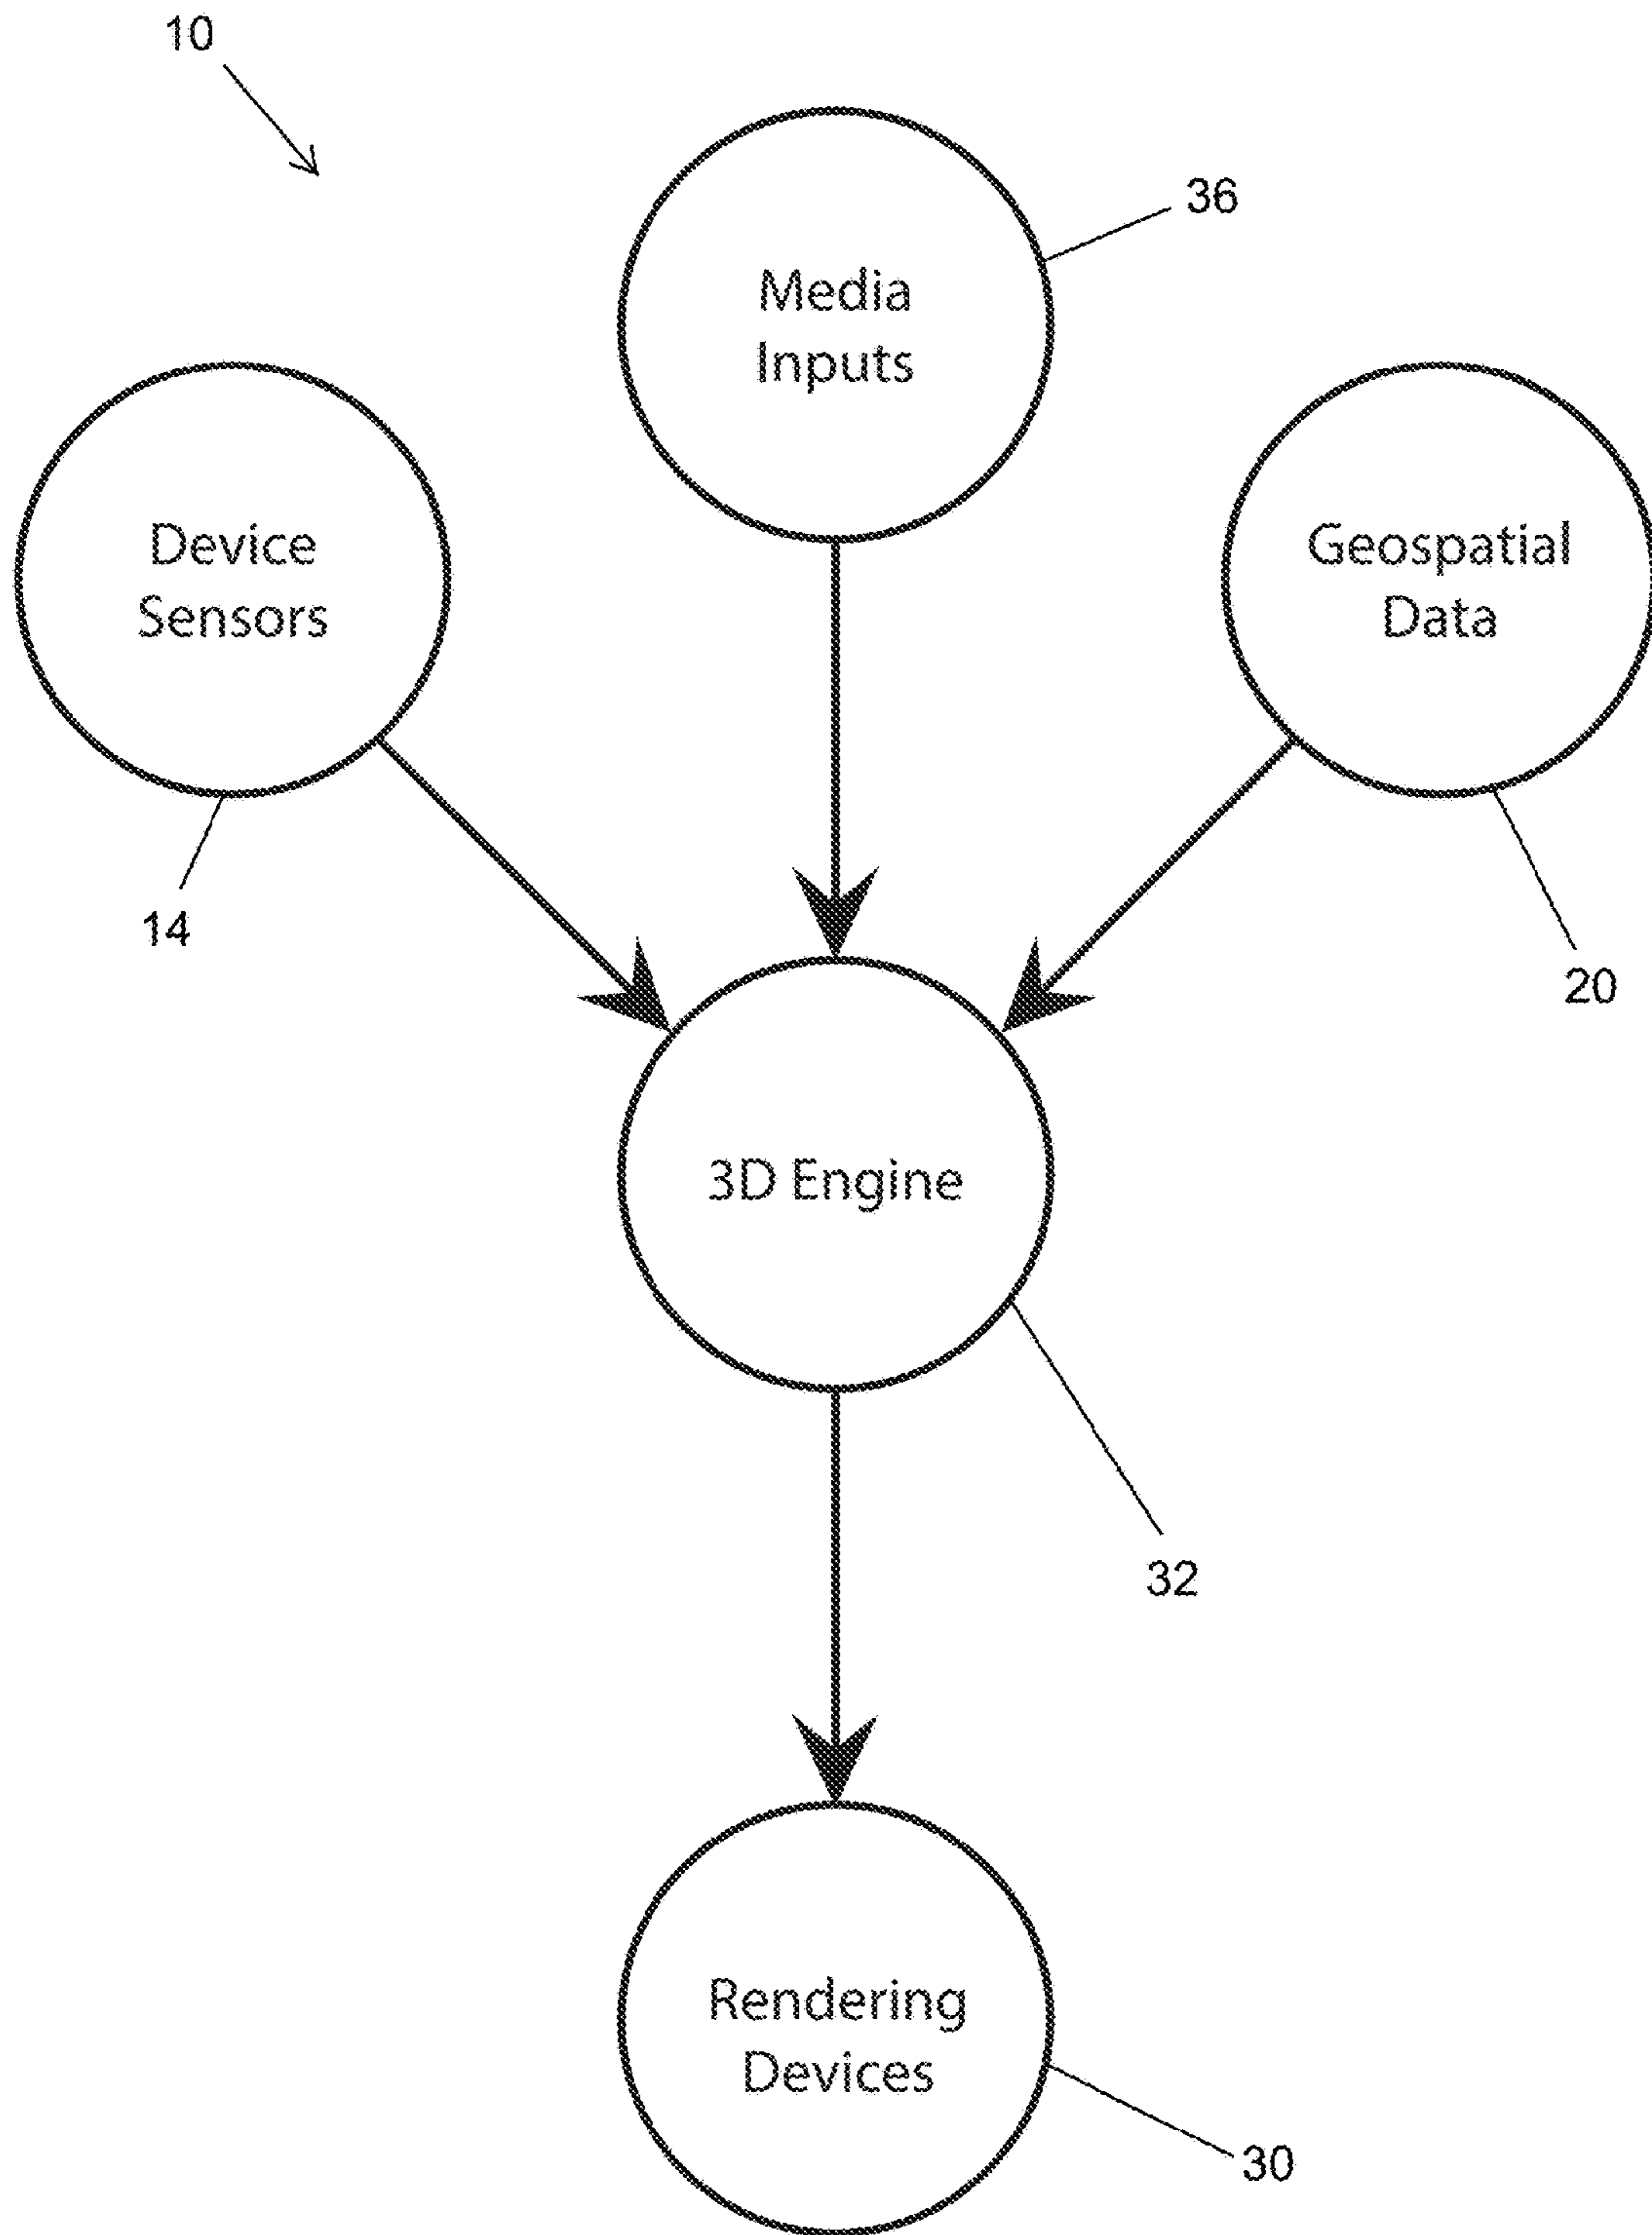 10
36
Media
Inputs
Device
Sensors
Geospatial
Data
14
20
3D Engine
32
Rendering
Devices
30